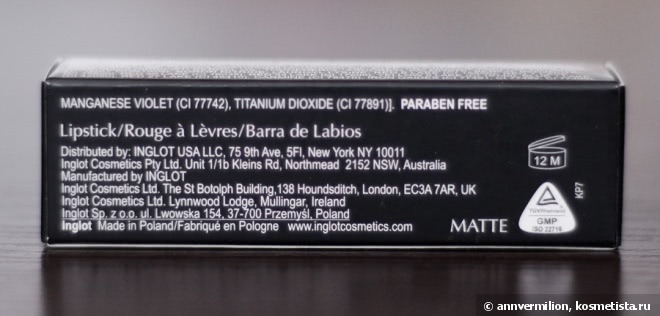 MANGANESE VIOLET (CI 77742), TITANIUM DIOXIDE (CI 77891)]. PARABEN FREE
Lipstick/Rouge à Lèvres/Barra de Labios
Distributed by: INGLOT USA LLC, 75 9th Ave, 5Fl, New York NY 10011
Inglot Cosmetics Pty Ltd. Unit 1/1b Kleins Rd, Northmead 2152 NSW, Australia
Manufactured by INGLOT
Inglot Cosmetics Ltd. The St Botolph Building,138 Houndsditch, London, EC3A 7AR, UK
Inglot Cosmetics Ltd. Lynnwood Lodge, Mullingar, Ireland
Inglot Sp. z o.o. ul. Lwowska 154, 37-700 Przemyśl, Poland
Inglot Made in Poland/Fabriqué en Pologne www.inglotcosmetics.com
MATTE
12 M
KP7
GMP
ISO 22716
© annvermilion, kosmetista.ru